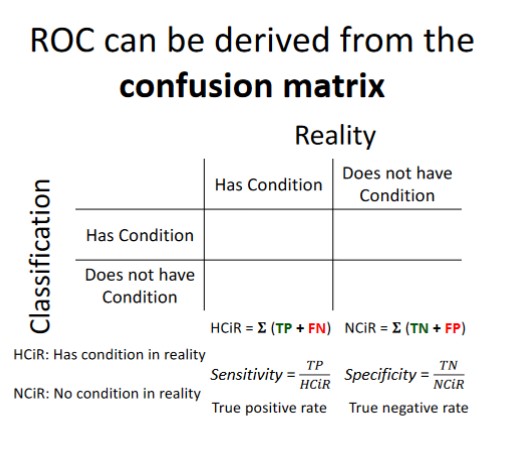 ROC can be derived from the
confusion matrix
Reality
Has Condition
Does not have
Condition
Classification
Has Condition
Does not have
Condition
HCiR = Σ (TP + FN) NCiR = Σ (TN + FP)
HCiR: Has condition in reality
NCiR: No condition in reality
Sensitivity = TP/HCiR Specificity = TN/NCiR
True positive rate True negative rate